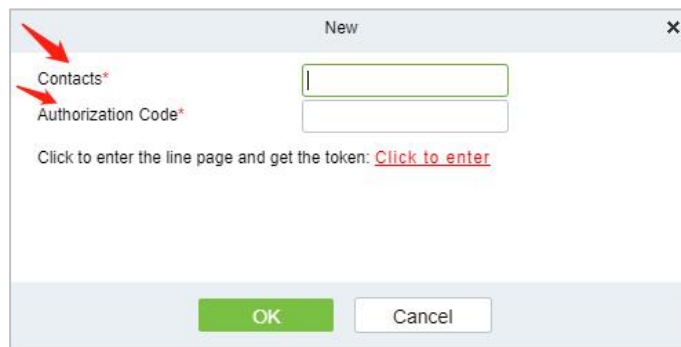 New
Contacts*
Authorization Code*
Click to enter the line page and get the token: Click to enter
OK Cancel